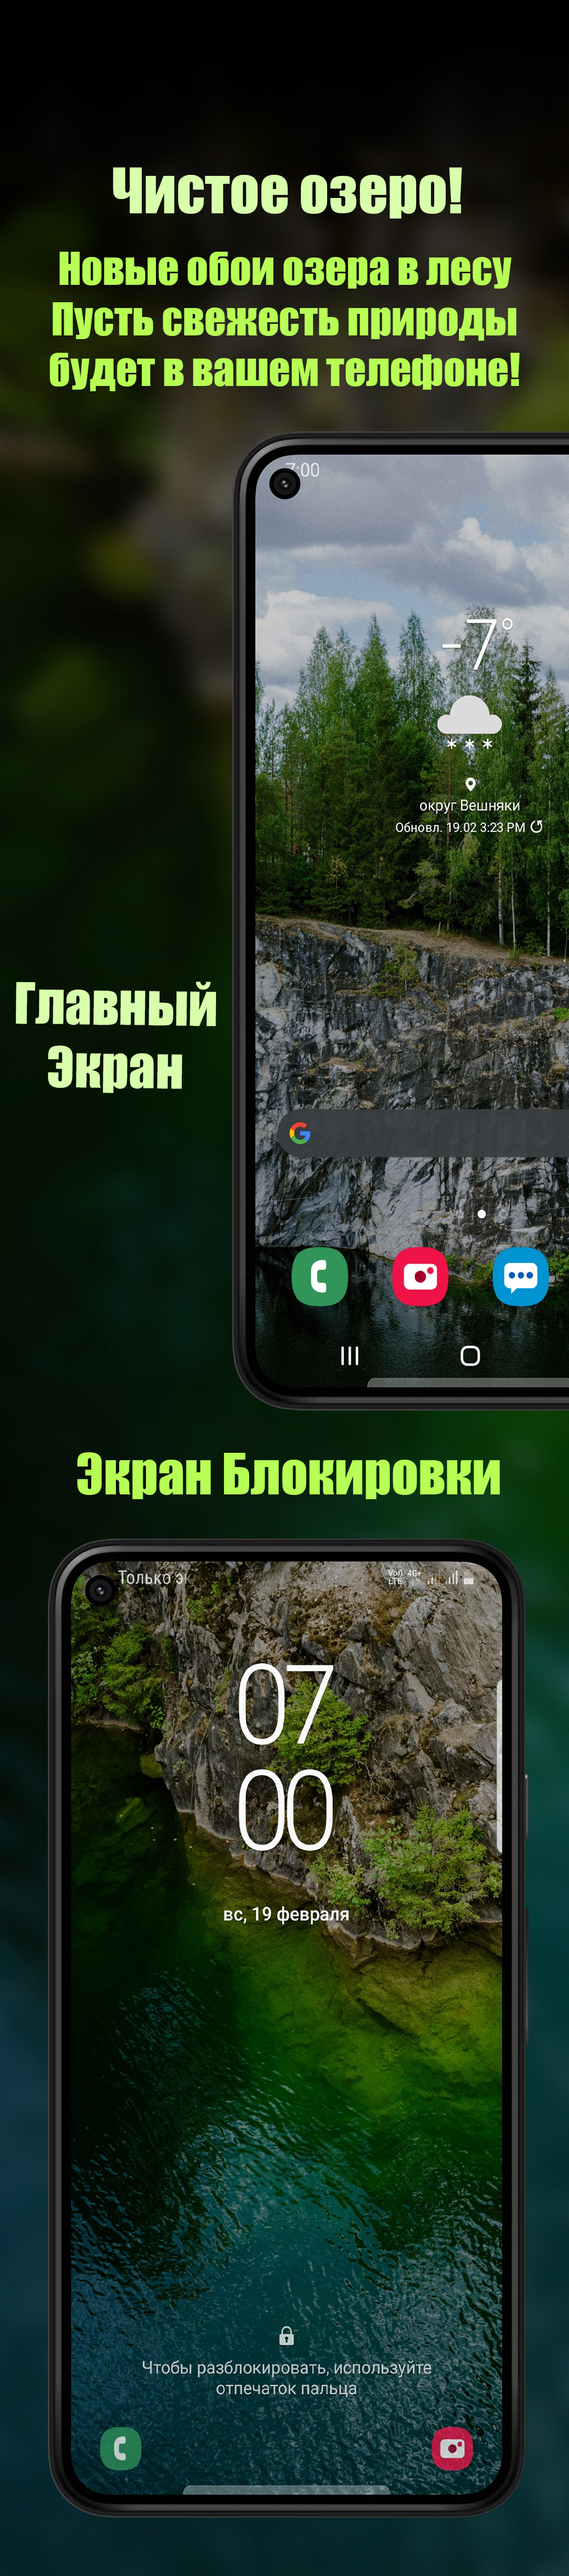 Чистое озеро!
Новые обои озера в лесу
Пусть свежесть природы
будет в вашем телефоне!
7:00
-7°
округ Вешняки
Обновл. 19.02 3:23 PM
Главный
Экран
G
Экран Блокировки
Только э
Vo)) 4G+
LTE
07
00
вс, 19 февраля
Чтобы разблокировать, используйте
отпечаток пальца